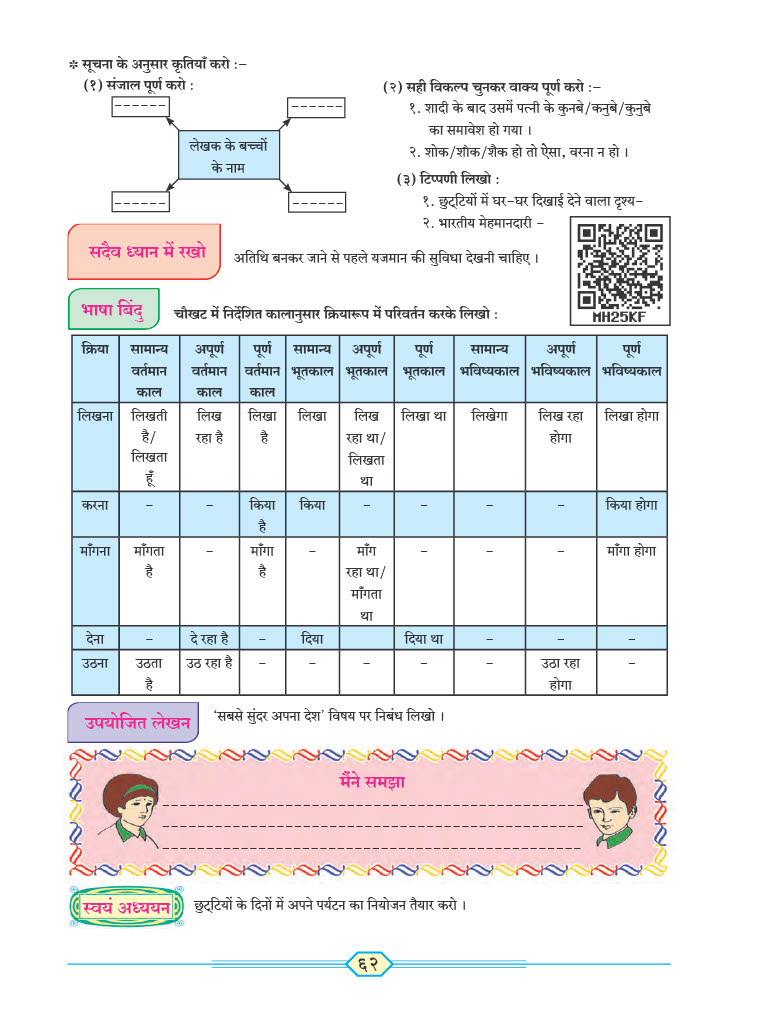 ❊ सूचना के अनुसार कृतियाँ करो :–
(१) संजाल पूर्ण करो :
------ ------
लेखक के बच्चों
के नाम
------ ------
(२) सही विकल्प चुनकर वाक्य पूर्ण करो :–
१. शादी के बाद उसमें पत्नी के कुनबे/कनुबे/कुनुबे
का समावेश हो गया ।
२. शोक/शौक/शैक हो तो ऐसा, वरना न हो ।
(३) टिप्पणी लिखो :
१. छुट्टियों में घर-घर दिखाई देने वाला दृश्य-
२. भारतीय मेहमानदारी -
MH25KF
सदैव ध्यान में रखो
अतिथि बनकर जाने से पहले यजमान की सुविधा देखनी चाहिए ।
भाषा बिंदु
चौखट में निर्देशित कालानुसार क्रियारूप में परिवर्तन करके लिखो :
क्रिया सामान्य अपूर्ण पूर्ण सामान्य अपूर्ण पूर्ण सामान्य अपूर्ण पूर्ण
वर्तमान वर्तमान वर्तमान भूतकाल भूतकाल भूतकाल भविष्यकाल भविष्यकाल भविष्यकाल
काल काल काल
लिखना लिखती लिख लिखा लिखा लिख लिखा था लिखेगा लिख रहा लिखा होगा
है/ रहा है है रहा था/ होगा
लिखता लिखता
हूँ था
करना - - किया किया - - - - किया होगा
है
माँगना माँगता - माँगा - माँग - - - माँगा होगा
है है रहा था/
माँगता
था
देना - दे रहा है - दिया दिया था - - -
उठना उठता उठ रहा है - - - - - उठा रहा -
है होगा
उपयोजित लेखन
‘सबसे सुंदर अपना देश’ विषय पर निबंध लिखो ।
मैंने समझा
स्वयं अध्ययन
छुट्टियों के दिनों में अपने पर्यटन का नियोजन तैयार करो ।
६२